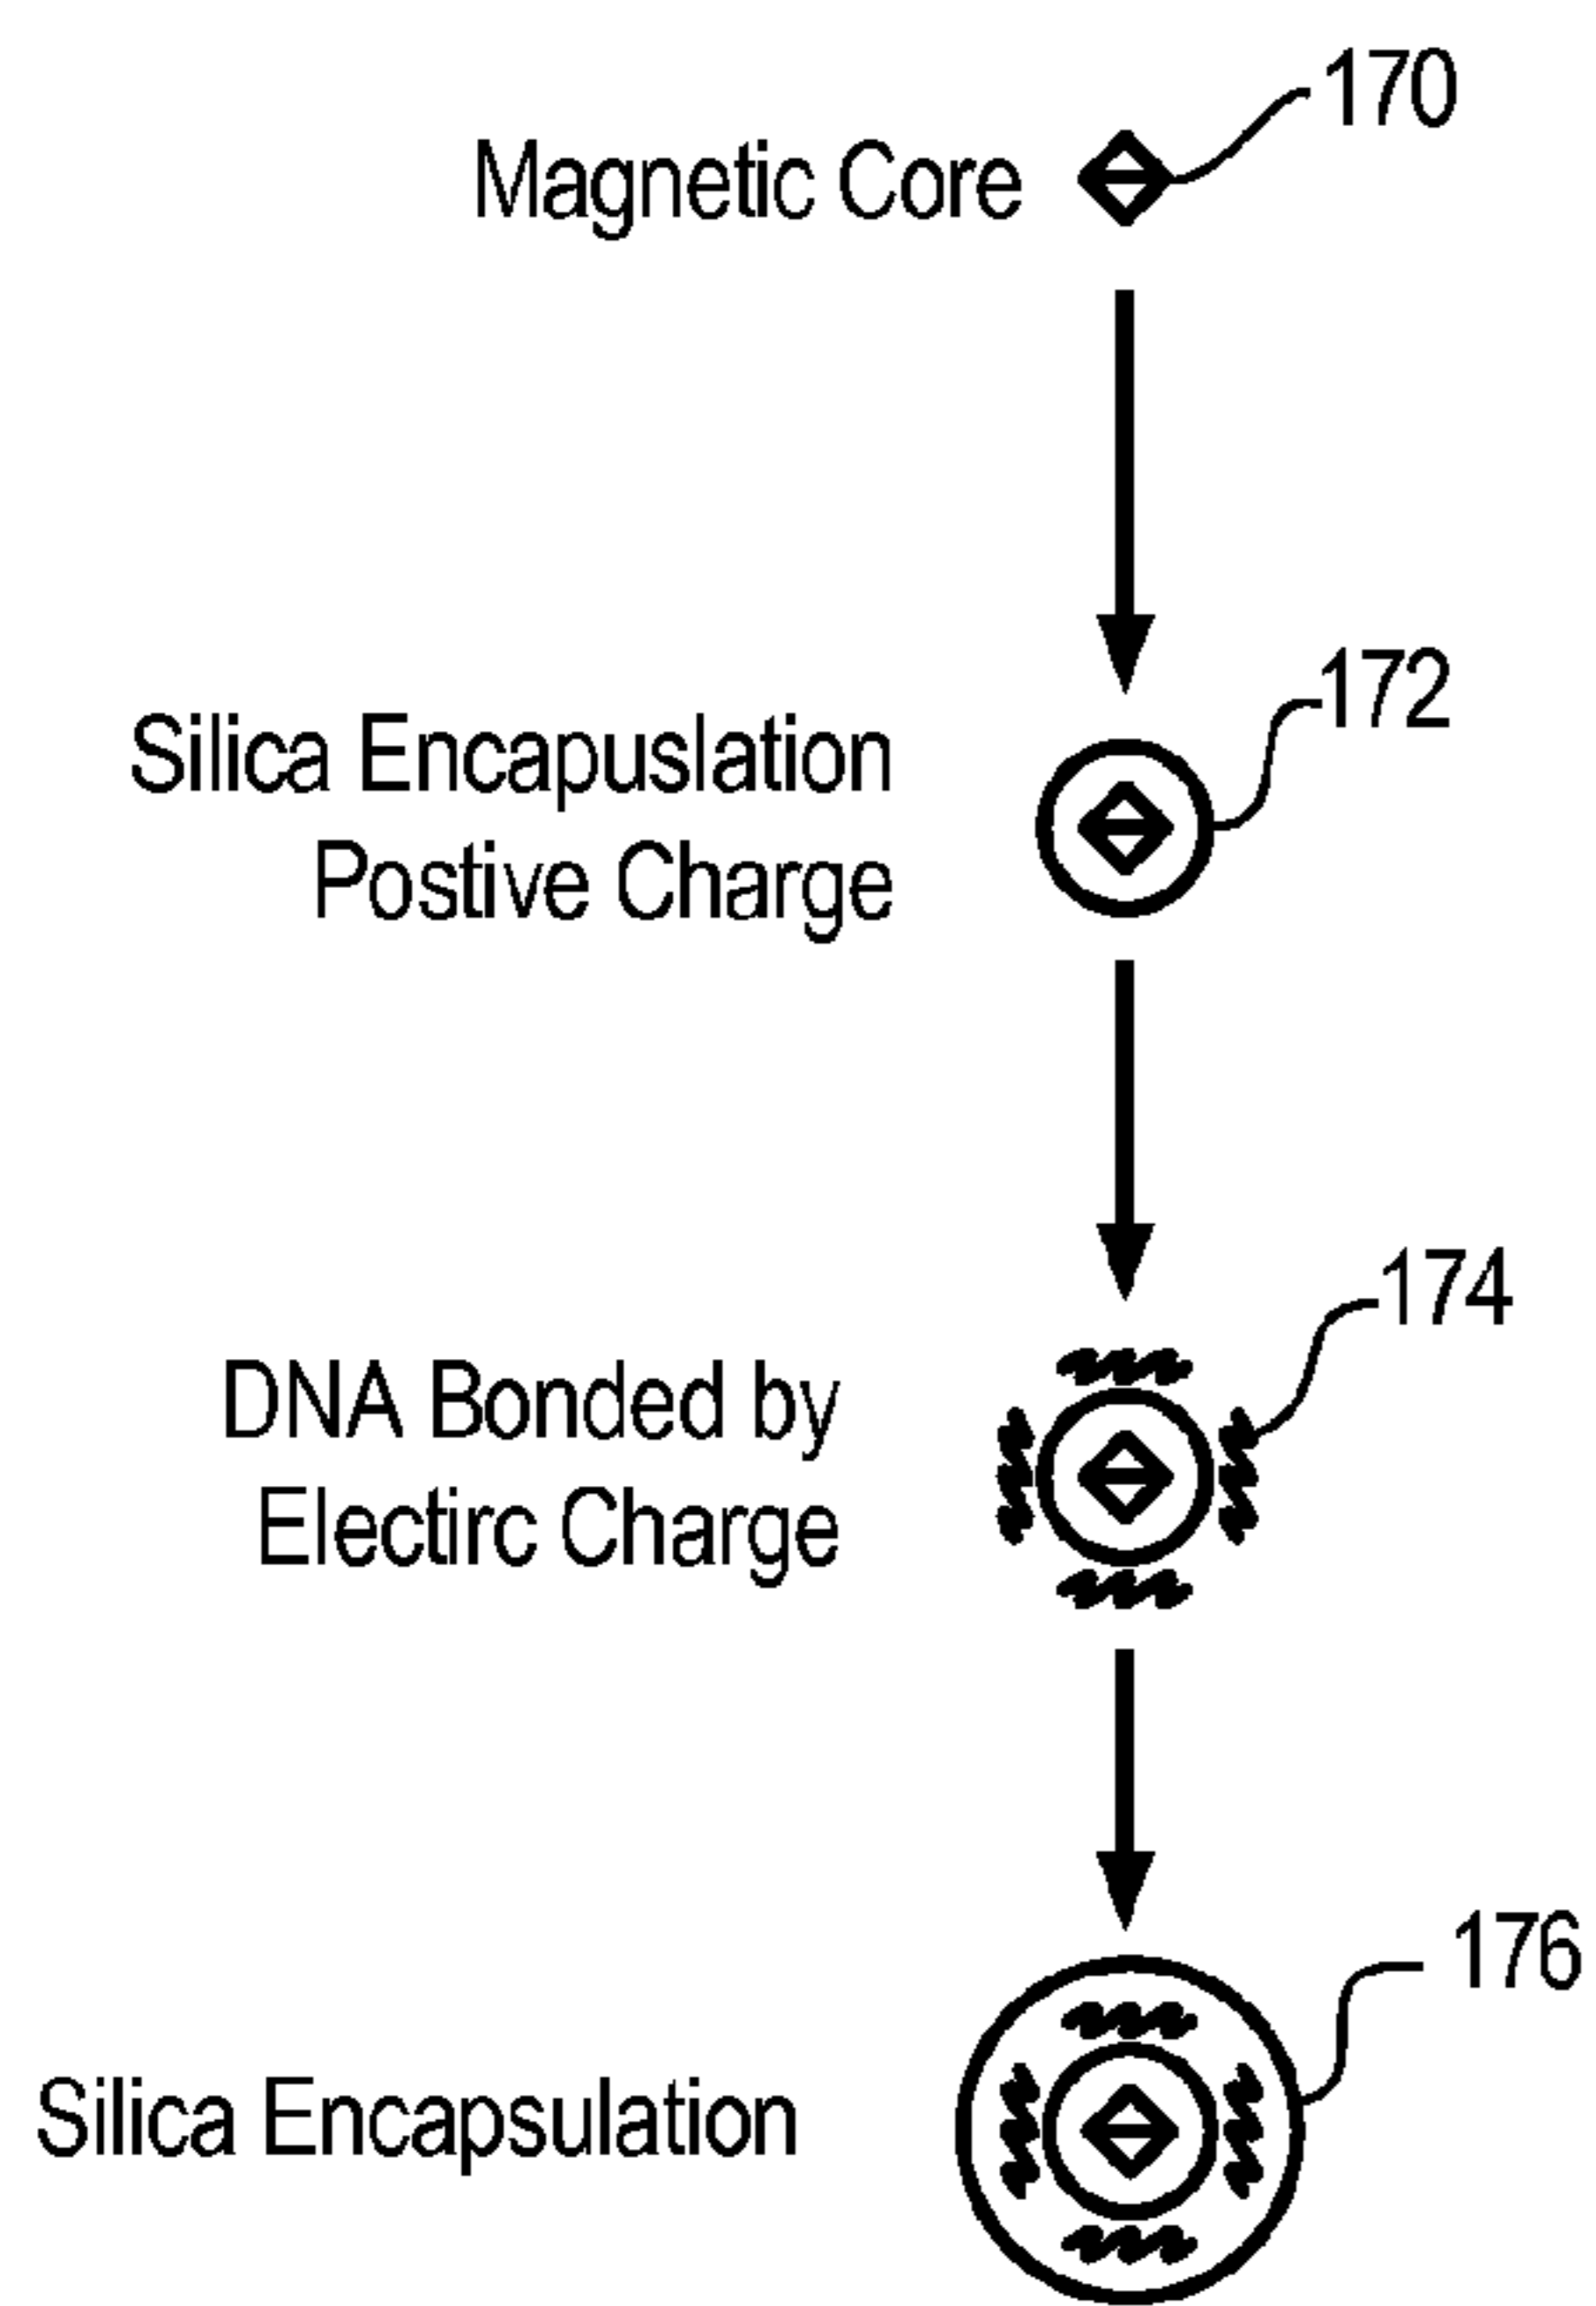 170
Magnetic Core
172
Silica Encapuslation
Postive Charge
174
DNA Bonded by
Electirc Charge
176
Silica Encapsulation